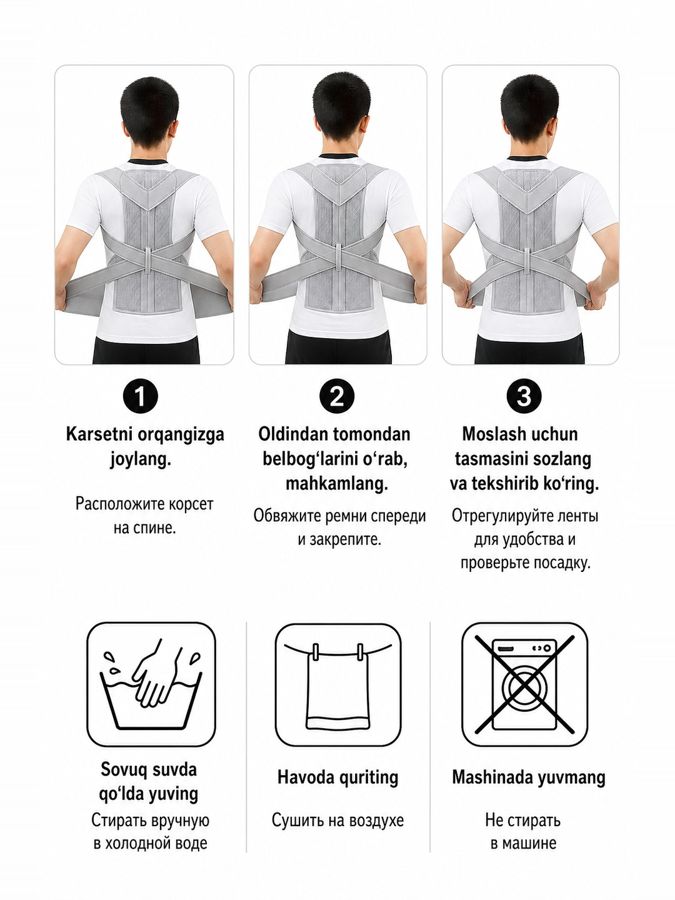 1
Karsetni orqangizga
joylang.
Расположите корсет
на спине.
2
Oldindan tomondan
belbog‘larini o‘rab,
mahkamlang.
Обвяжите ремни спереди
и закрепите.
3
Moslash uchun
tasmasini sozlang
va tekshirib ko‘ring.
Отрегулируйте ленты
для удобства и
проверьте посадку.
Sovuq suvda
qo‘lda yuving
Стирать вручную
в холодной воде
Havoda quriting
Сушить на воздухе
Mashinada yuvmang
Не стирать
в машине